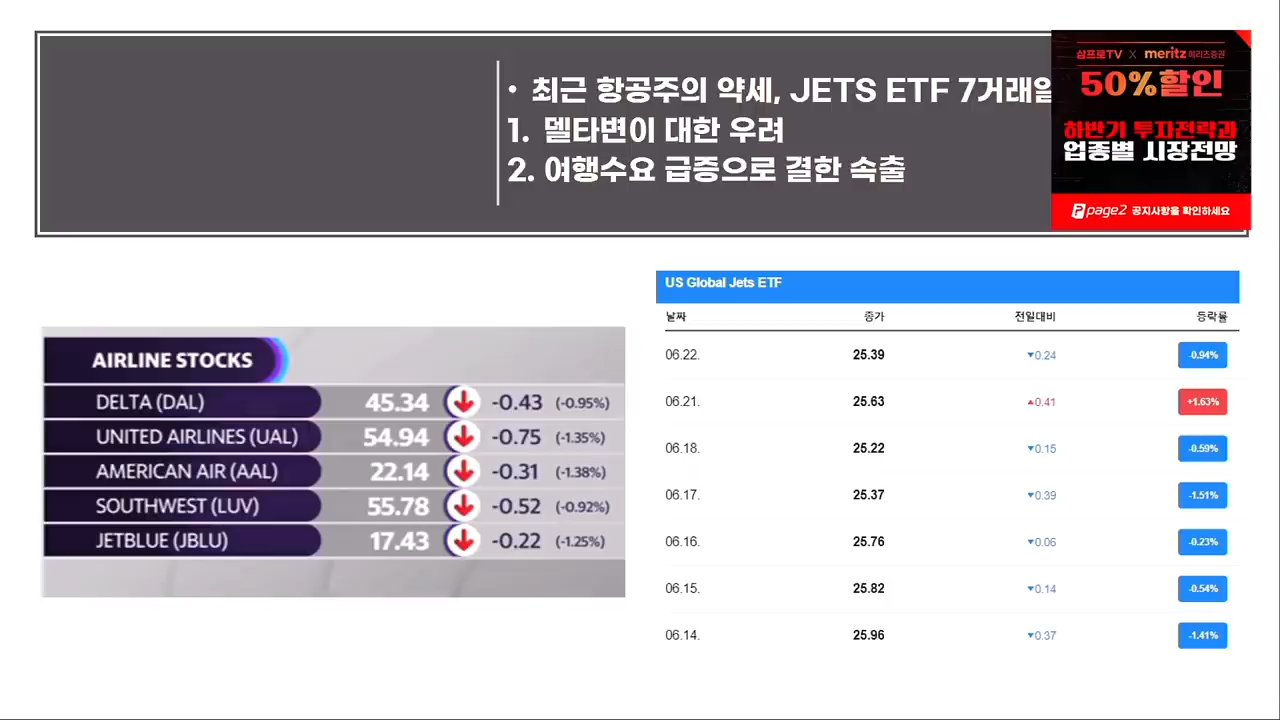 • 최근 항공주의 약세, JETS ETF 7거래일
1. 델타변이 대한 우려
2. 여행수요 급증으로 결한 속출
삼프로TV X meritz 메리츠증권
50%할인
하반기 투자전략과
업종별 시장전망
page2 공지사항을 확인하세요
AIRLINE STOCKS
DELTA (DAL) 45.34 -0.43 (-0.95%)
UNITED AIRLINES (UAL) 54.94 -0.75 (-1.35%)
AMERICAN AIR (AAL) 22.14 -0.31 (-1.38%)
SOUTHWEST (LUV) 55.78 -0.52 (-0.92%)
JETBLUE (JBLU) 17.43 -0.22 (-1.25%)
US Global Jets ETF
날짜 종가 전일대비 등락률
06.22. 25.39 ▼0.24 -0.94%
06.21. 25.63 ▲0.41 +1.63%
06.18. 25.22 ▼0.15 -0.59%
06.17. 25.37 ▼0.39 -1.51%
06.16. 25.76 ▼0.06 -0.23%
06.15. 25.82 ▼0.14 -0.54%
06.14. 25.96 ▼0.37 -1.41%